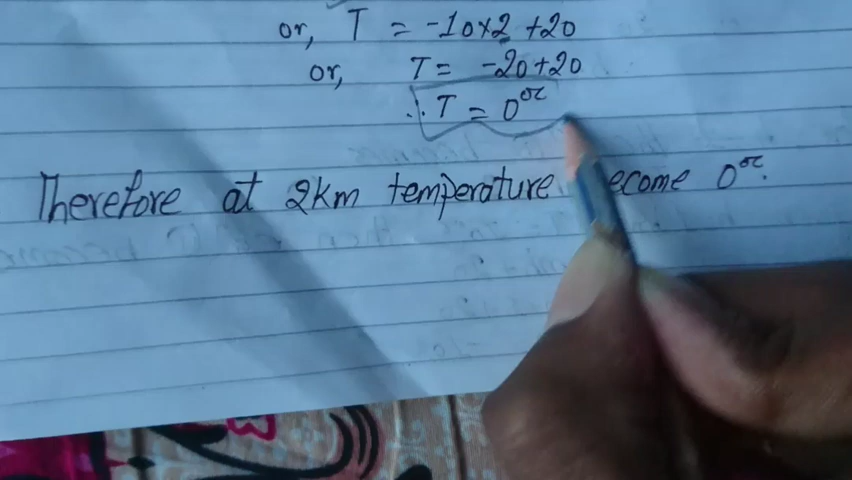 or, T = -10×2 +20
or, T = -20+20
∴ T = 0°C
Therefore at 2km temperature ecome 0°C.